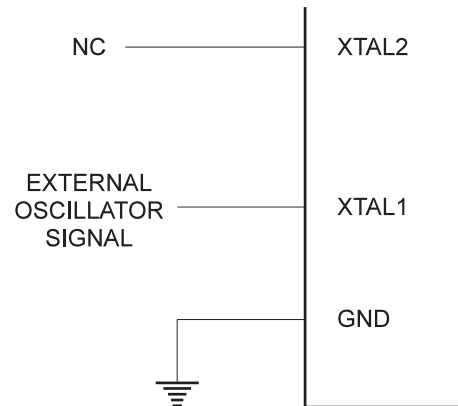 NC
XTAL2
EXTERNAL
OSCILLATOR
SIGNAL
XTAL1
GND